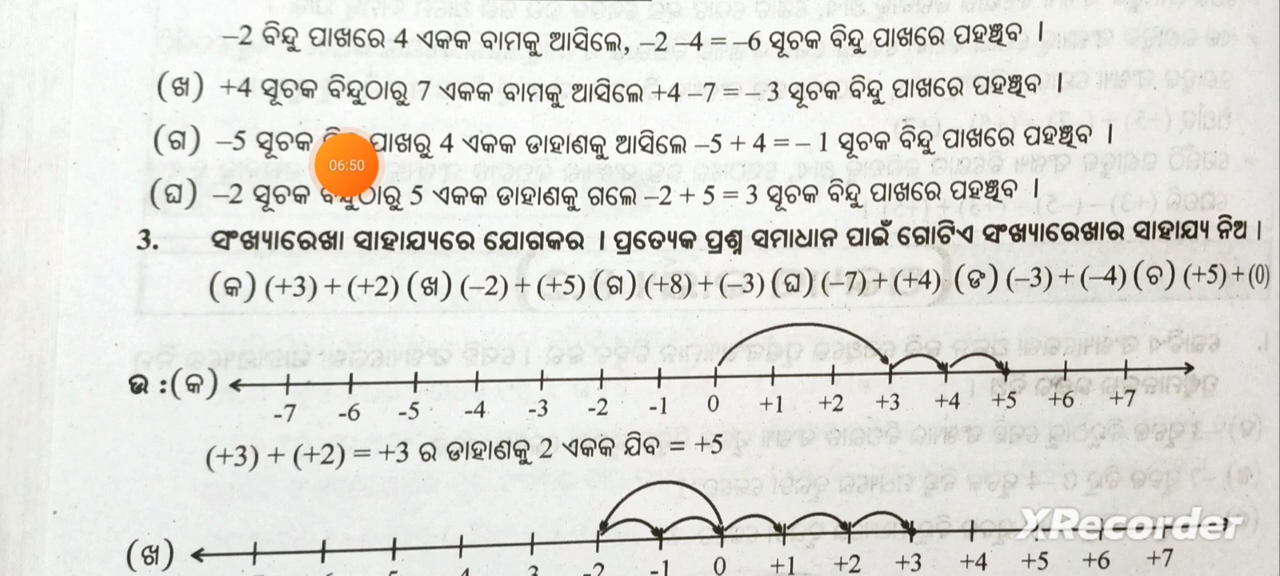 –2 ବିନ୍ଦୁ ପାଖରେ 4 ଏକକ ବାମକୁ ଆସିଲେ, –2 –4 = –6 ସୂଚକ ବିନ୍ଦୁ ପାଖରେ ପହଞ୍ଚିବ ।
(ଖ) +4 ସୂଚକ ବିନ୍ଦୁଠାରୁ 7 ଏକକ ବାମକୁ ଆସିଲେ +4 –7 = –3 ସୂଚକ ବିନ୍ଦୁ ପାଖରେ ପହଞ୍ଚିବ ।
(ଗ) –5 ସୂଚକ ପାଖରୁ 4 ଏକକ ଡାହାଣକୁ ଆସିଲେ –5 + 4 = – 1 ସୂଚକ ବିନ୍ଦୁ ପାଖରେ ପହଞ୍ଚିବ ।
06:50
(ଘ) –2 ସୂଚକ ବିନ୍ଦୁଠାରୁ 5 ଏକକ ଡାହାଣକୁ ଗଲେ –2 + 5 = 3 ସୂଚକ ବିନ୍ଦୁ ପାଖରେ ପହଞ୍ଚିବ ।
3. ସଂଖ୍ୟାରେଖା ସାହାଯ୍ୟରେ ଯୋଗକର । ପ୍ରତ୍ୟେକ ପ୍ରଶ୍ନ ସମାଧାନ ପାଇଁ ଗୋଟିଏ ସଂଖ୍ୟାରେଖାର ସାହାଯ୍ୟ ନିଅ ।
(କ) (+3) + (+2) (ଖ) (–2) + (+5) (ଗ) (+8) + (–3) (ଘ) (–7) + (+4) (ଙ) (–3) + (–4) (ଚ) (+5) + (0)
ଉ : (କ)
-7 -6 -5 -4 -3 -2 -1 0 +1 +2 +3 +4 +5 +6 +7
(+3) + (+2) = +3 ର ଡାହାଣକୁ 2 ଏକକ ଯିବ = +5
XRecorder
(ଖ)
4 3 -2 -1 0 +1 +2 +3 +4 +5 +6 +7